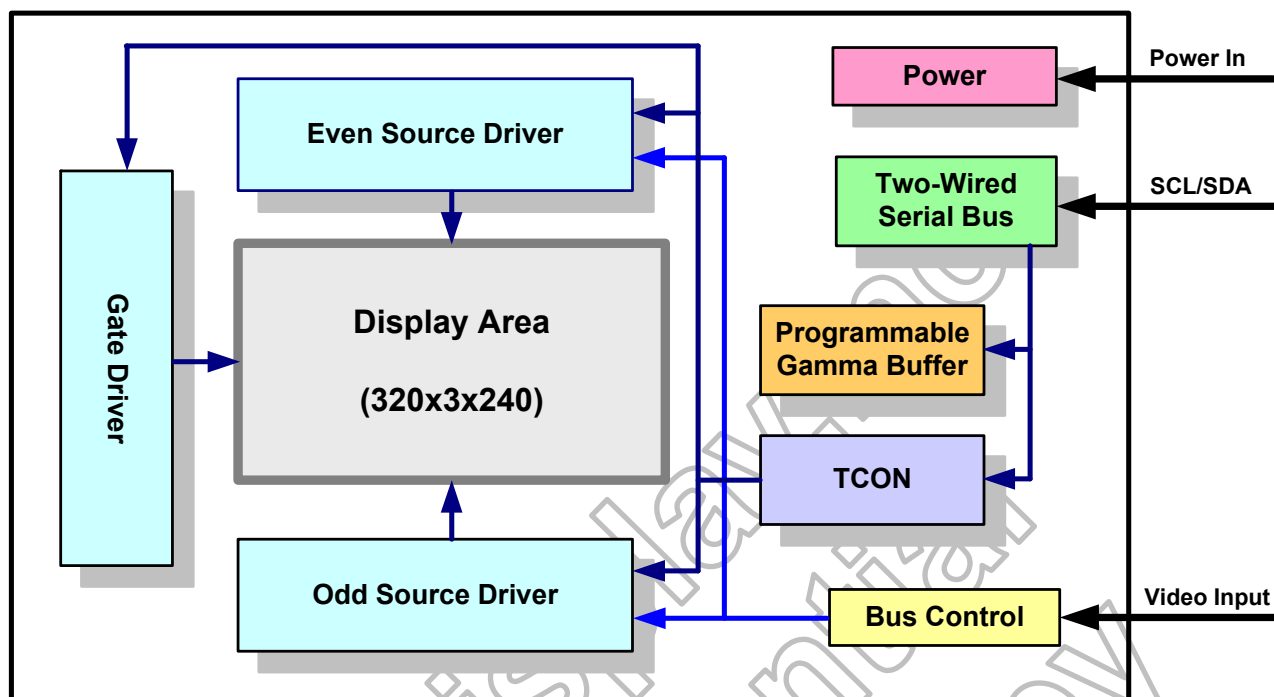 Power In
Power
Even Source Driver
Two-Wired
Serial Bus
SCL/SDA
Gate Driver
Display Area
(320x3x240)
Programmable
Gamma Buffer
TCON
Odd Source Driver
Bus Control
Video Input